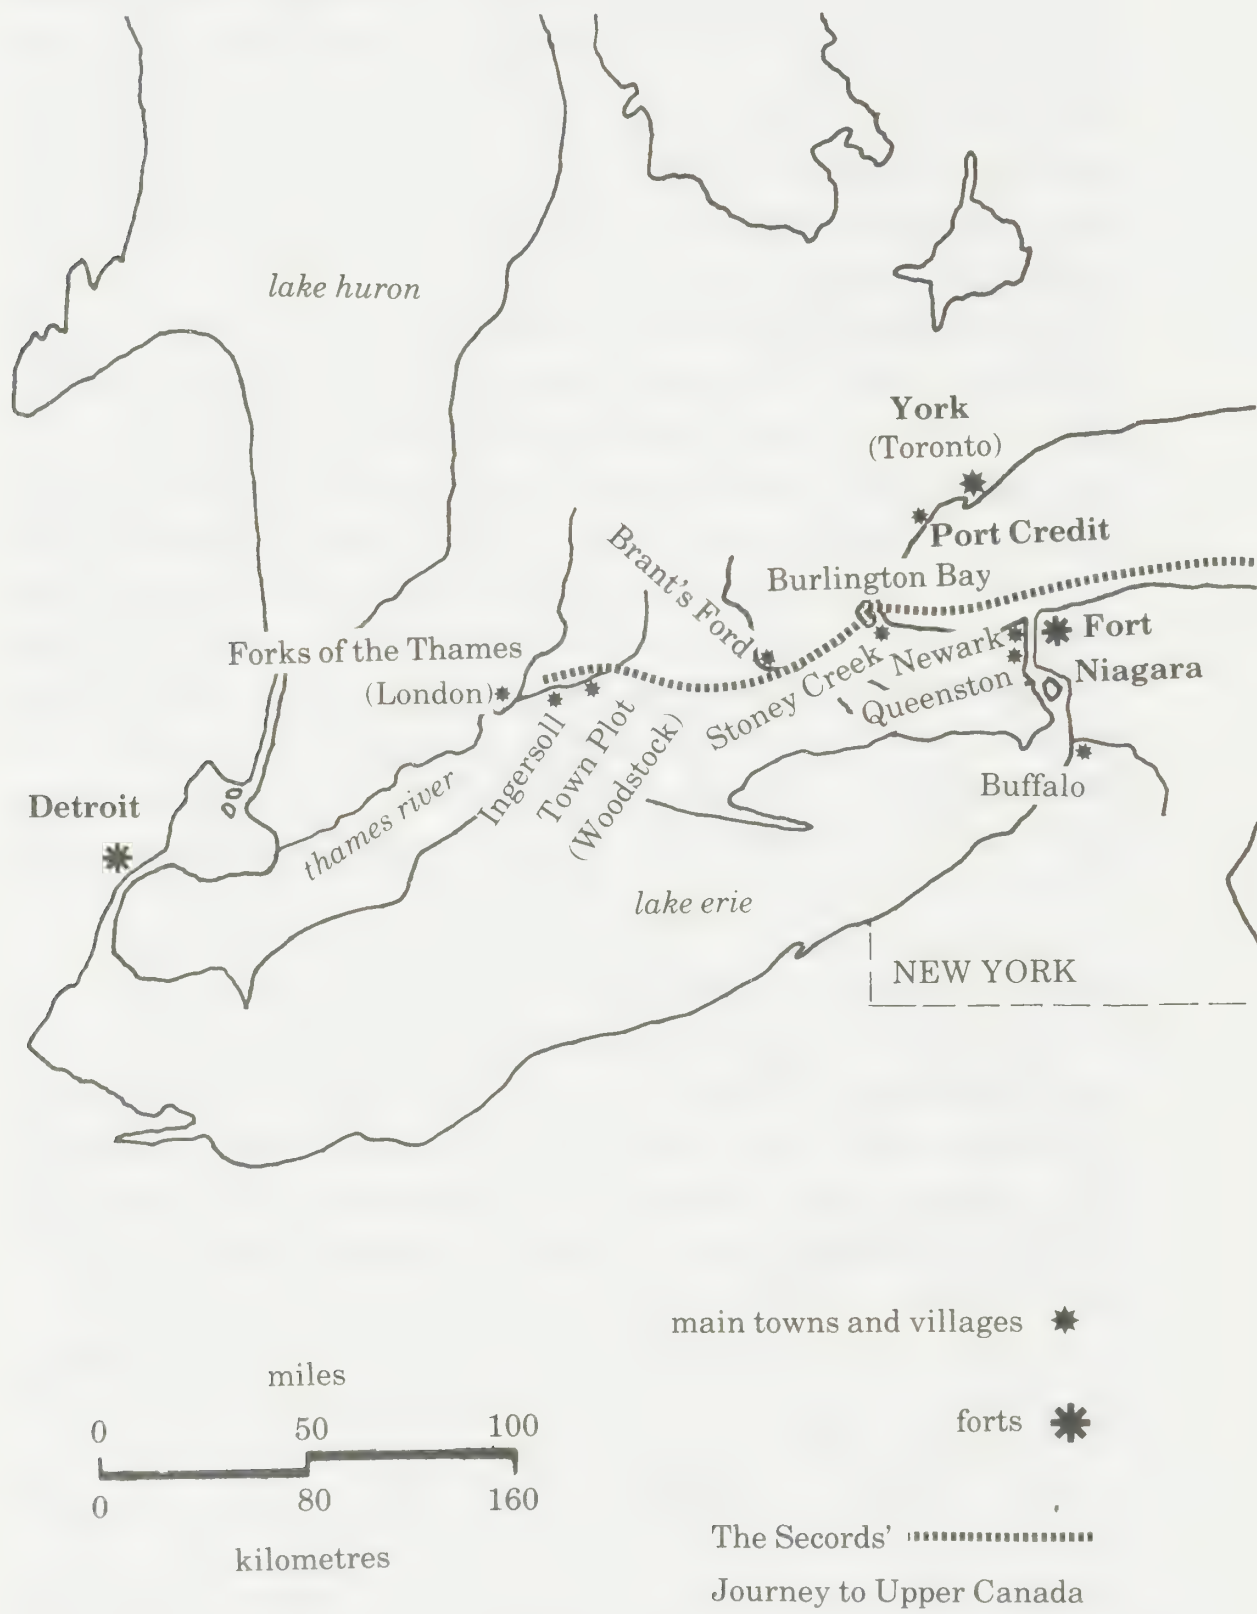 lake huron
York
(Toronto)
Port Credit
Burlington Bay
Brant's Ford
Forks of the Thames
(London)
Newark
Fort
Niagara
Stoney Creek
Queenston
Ingersoll
Town Plot
(Woodstock)
Buffalo
Detroit
thames river
lake erie
NEW YORK
main towns and villages
forts
miles
0 50 100
0 80 160
kilometres
The Secords'
Journey to Upper Canada